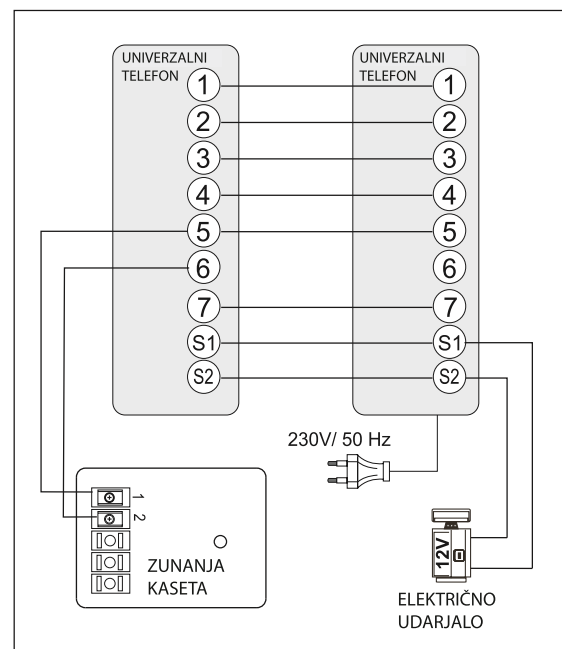 UNIVERZALNI
TELEFON
1
2
3
4
5
6
7
S1
S2
UNIVERZALNI
TELEFON
1
2
3
4
5
6
7
S1
S2
230V/ 50 Hz
1
2
ZUNANJA
KASETA
12V
ELEKTRIČNO
UDARJALO